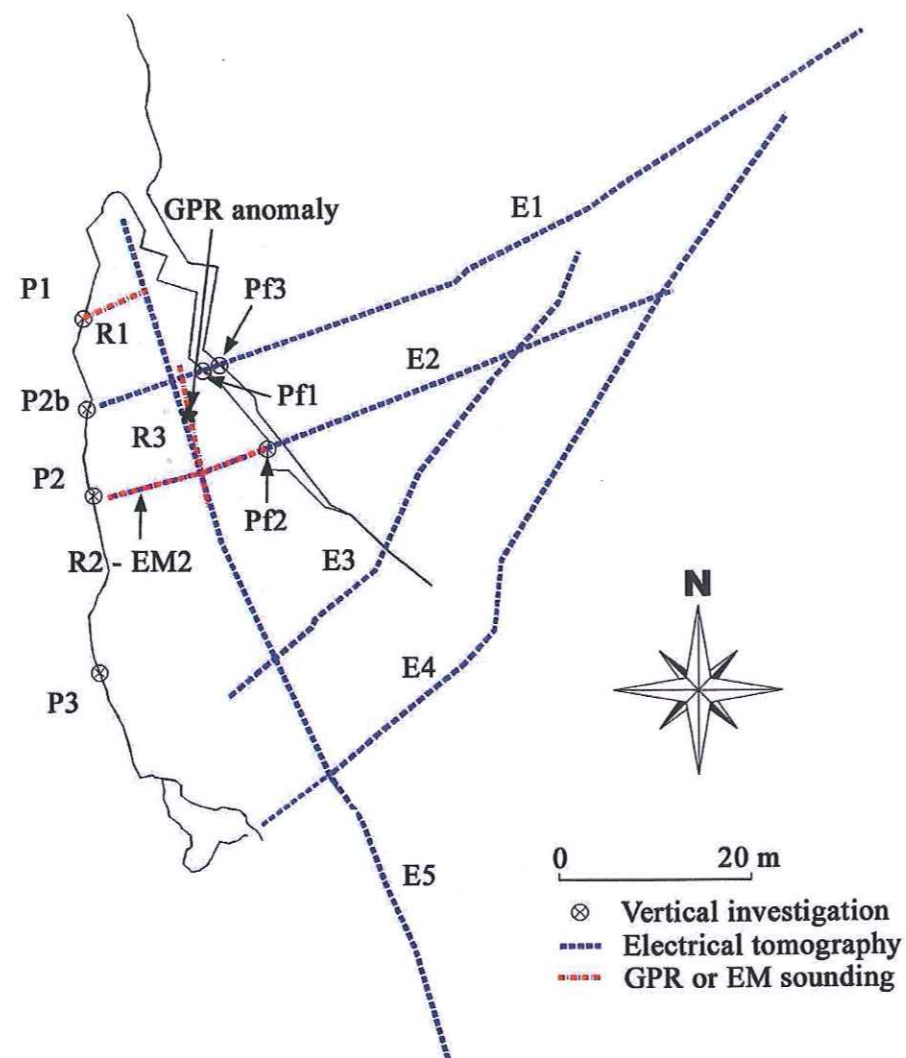 GPR anomaly
E1
P1
R1
Pf3
E2
P2b
Pf1
R3
P2
Pf2
R2 - EM2
E3
N
E4
P3
E5
0 20 m
Vertical investigation
Electrical tomography
GPR or EM sounding